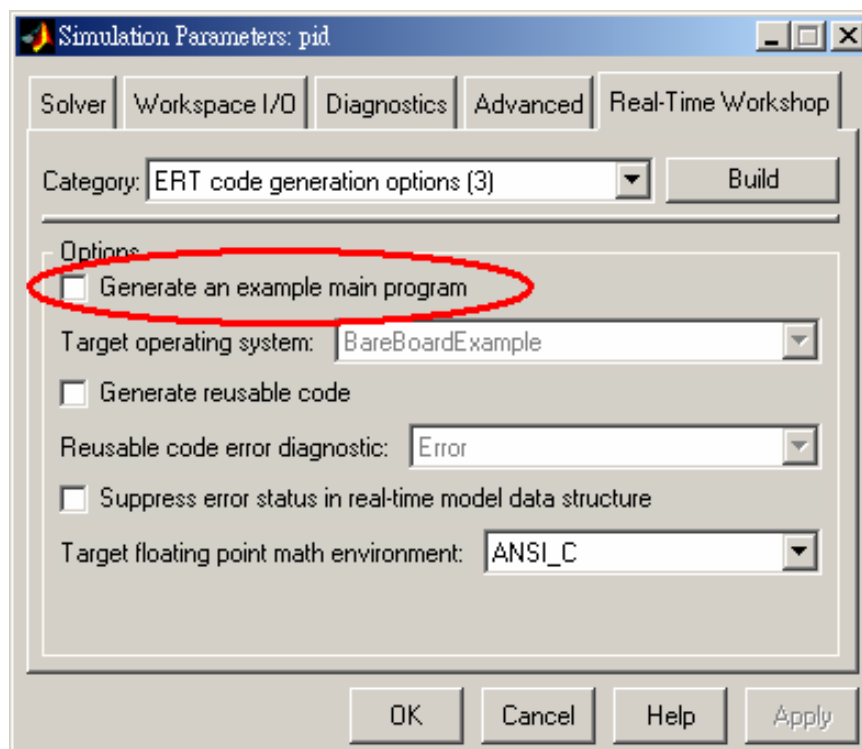 Simulation Parameters: pid
Solver Workspace I/O Diagnostics Advanced Real-Time Workshop
Category: ERT code generation options (3) Build
Options
Generate an example main program
Target operating system: BareBoardExample
Generate reusable code
Reusable code error diagnostic: Error
Suppress error status in real-time model data structure
Target floating point math environment: ANSI_C
OK Cancel Help Apply